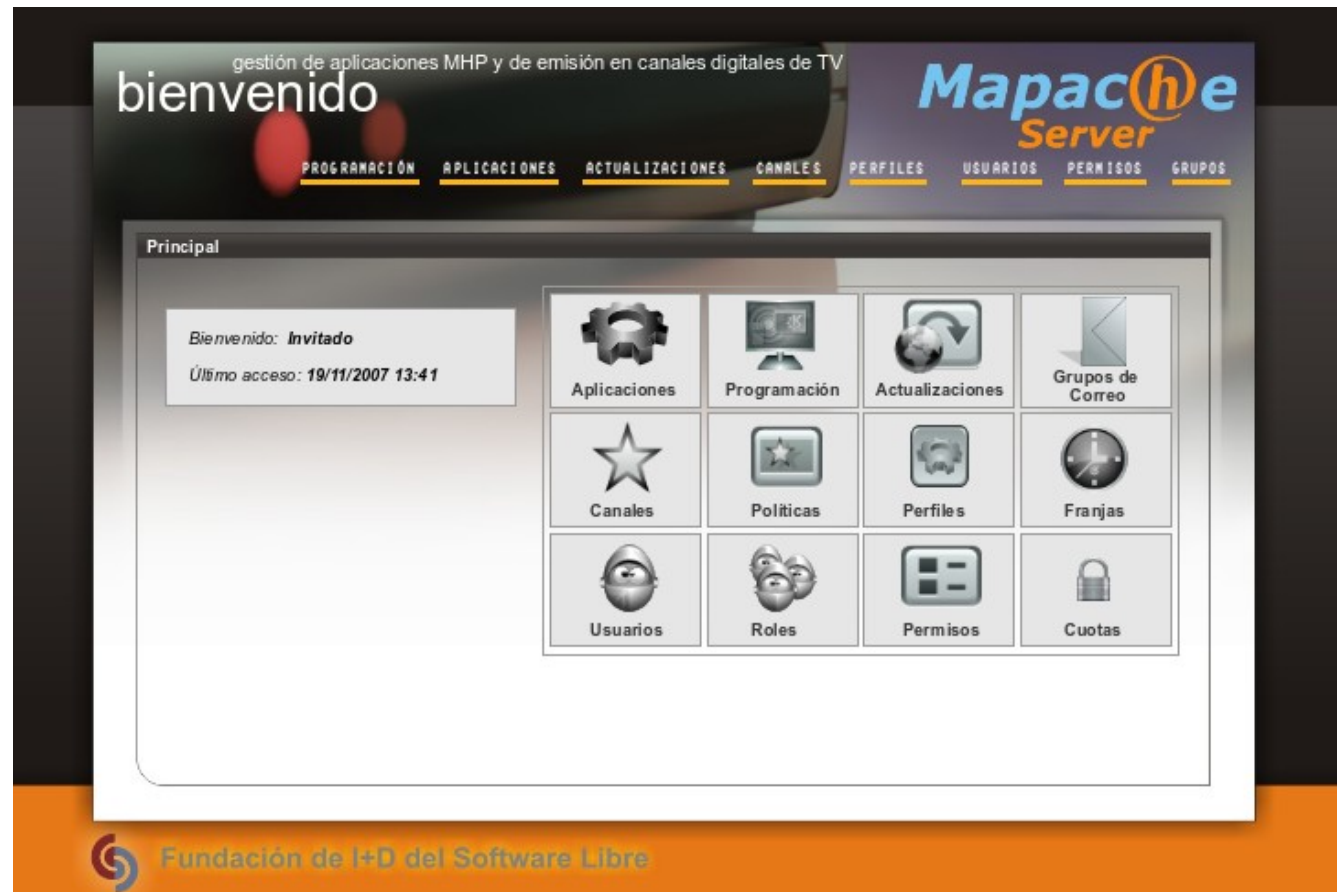 gestión de aplicaciones MHP y de emisión en canales digitales de TV
bienvenido
Mapac(h)e
Server
PROGRAMACIÓN APLICACIONES ACTUALIZACIONES CANALES PERFILES USUARIOS PERMISOS GRUPOS
Principal
Bienvenido: Invitado
Último acceso: 19/11/2007 13:41
Aplicaciones Programación Actualizaciones Grupos de
Correo
Canales Políticas Perfiles Franjas
Usuarios Roles Permisos Cuotas
Fundación de I+D del Software Libre